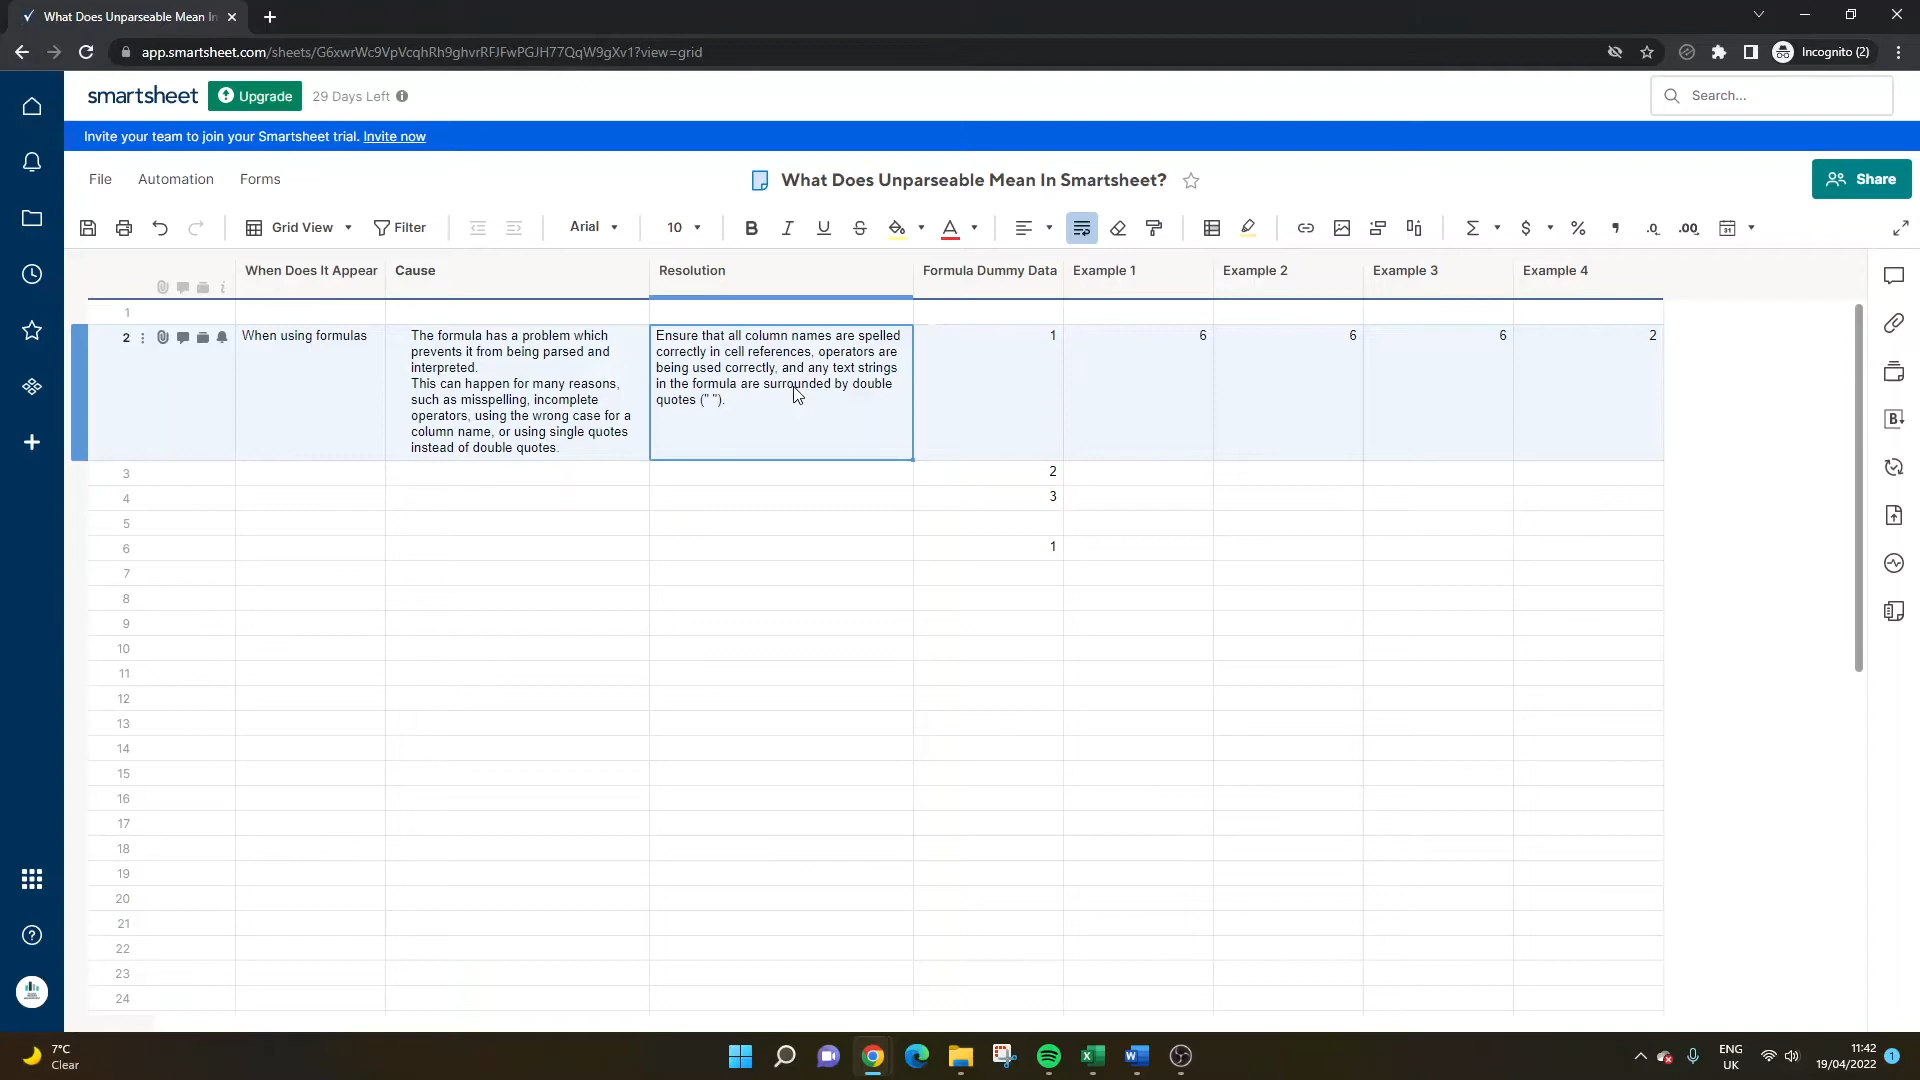 What Does Unparseable Mean In
app.smartsheet.com/sheets/G6xwrWc9VpVcqhRh9ghvrRFJFwPGJH77QqW9gXv1?view=grid
Incognito (2)
smartsheet
Upgrade
29 Days Left
Search...
Invite your team to join your Smartsheet trial. Invite now
File
Automation
Forms
What Does Unparseable Mean In Smartsheet?
Share
Grid View
Filter
Arial
10
When Does It Appear
Cause
Resolution
Formula Dummy Data
Example 1
Example 2
Example 3
Example 4
1
2
When using formulas
The formula has a problem which
prevents it from being parsed and
interpreted.
This can happen for many reasons,
such as misspelling, incomplete
operators, using the wrong case for a
column name, or using single quotes
instead of double quotes.
Ensure that all column names are spelled
correctly in cell references, operators are
being used correctly, and any text strings
in the formula are surrounded by double
quotes (" ").
1
6
6
6
2
3
2
4
3
5
6
1
7
8
9
10
11
12
13
14
15
16
17
18
19
20
21
22
23
24
7°C
Clear
ENG
UK
11:42
19/04/2022
1